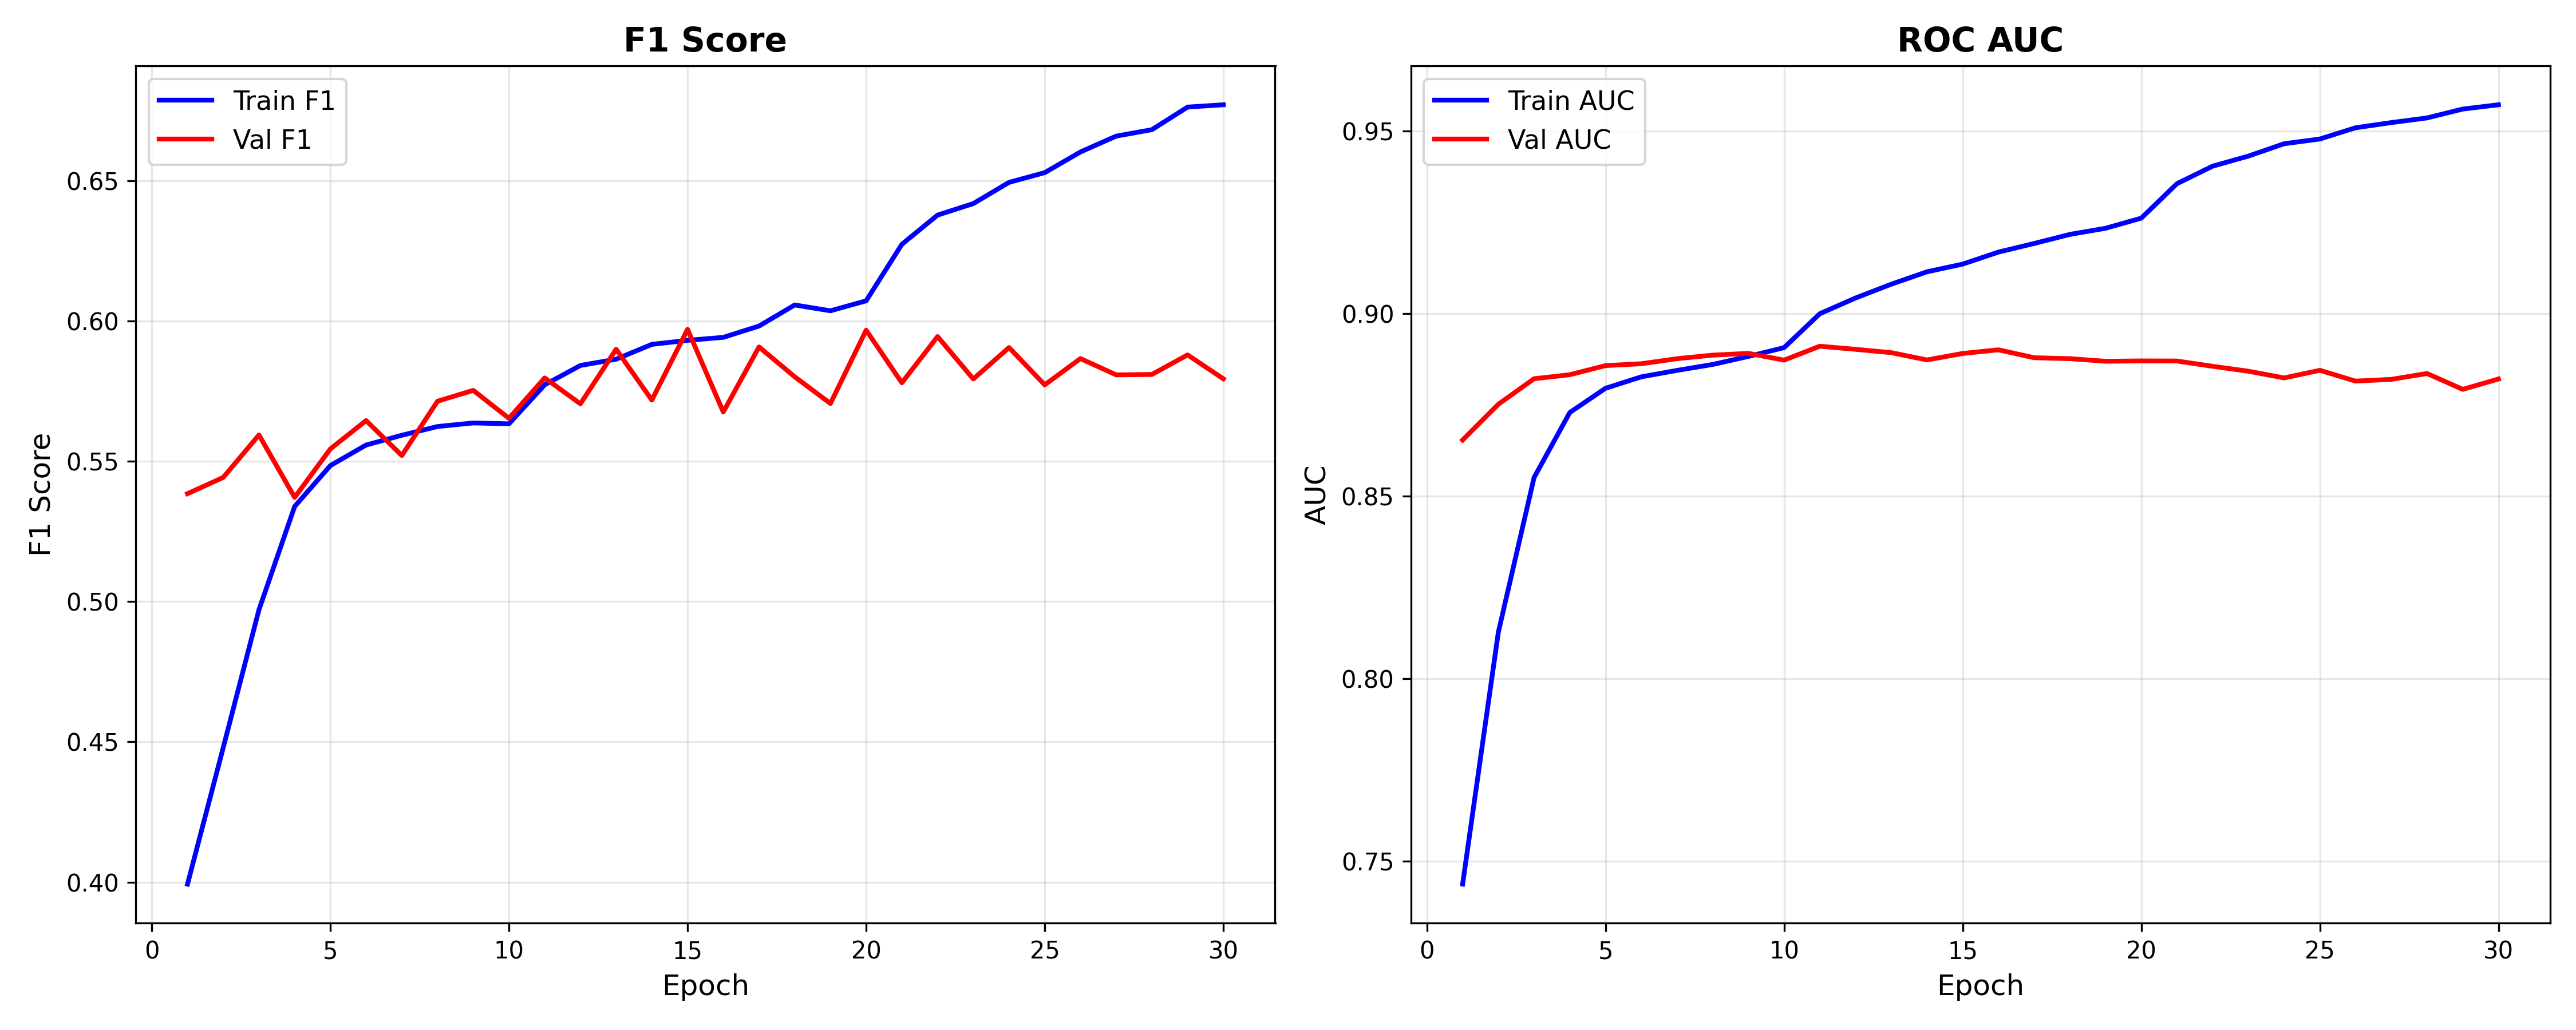 F1 Score
Train F1
Val F1
0.65
0.60
0.55
0.50
0.45
0.40
F1 Score
0 5 10 15 20 25 30
Epoch
ROC AUC
Train AUC
Val AUC
0.95
0.90
0.85
0.80
0.75
AUC
0 5 10 15 20 25 30
Epoch